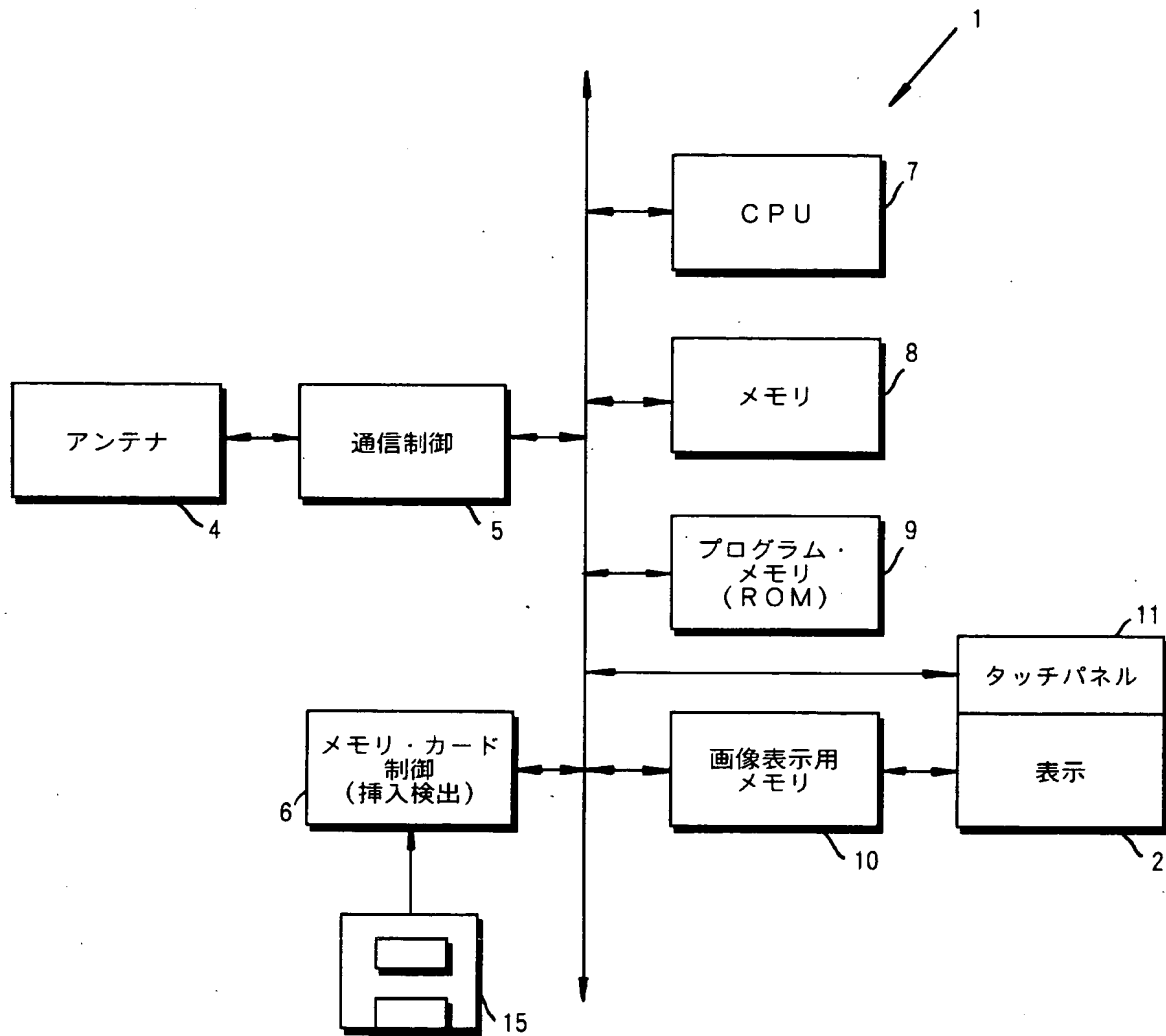 1
7
CPU
8
メモリ
アンテナ
通信制御
4
5
9
プログラム・
メモリ
(ROM)
11
タッチパネル
メモリ・カード
制御
(挿入検出)
6
画像表示用
メモリ
表示
10
2
15